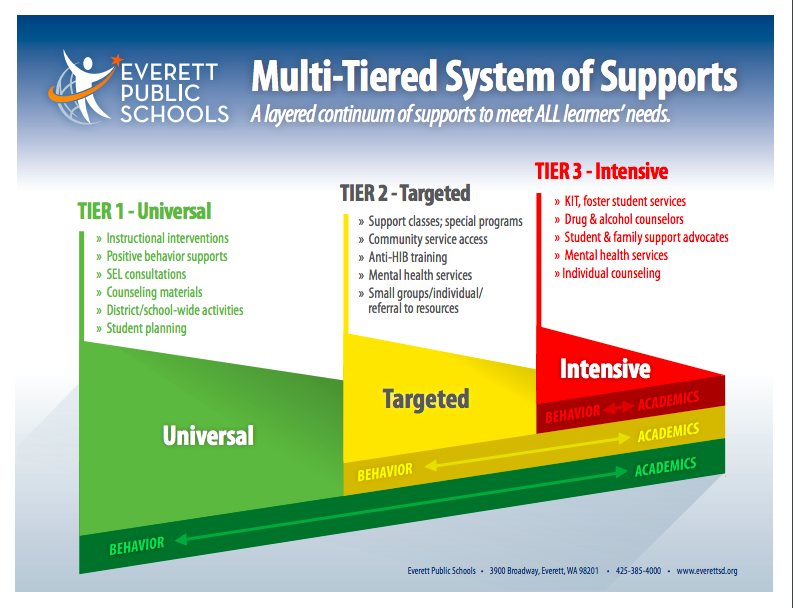 EVERETT
PUBLIC
SCHOOLS
Multi-Tiered System of Supports
A layered continuum of supports to meet ALL learners' needs.
TIER 1 - Universal
» Instructional interventions
» Positive behavior supports
» SEL consultations
» Counseling materials
» District/school-wide activities
» Student planning
TIER 2 - Targeted
» Support classes; special programs
» Community service access
» Anti-HIB training
» Mental health services
» Small groups/individual/
referral to resources
TIER 3 - Intensive
» KIT, foster student services
» Drug & alcohol counselors
» Student & family support advocates
» Mental health services
» Individual counseling
Universal
Targeted
Intensive
BEHAVIOR ACADEMICS
BEHAVIOR ACADEMICS
BEHAVIOR ACADEMICS
Everett Public Schools • 3900 Broadway, Everett, WA 98201 • 425-385-4000 • www.everettsd.org